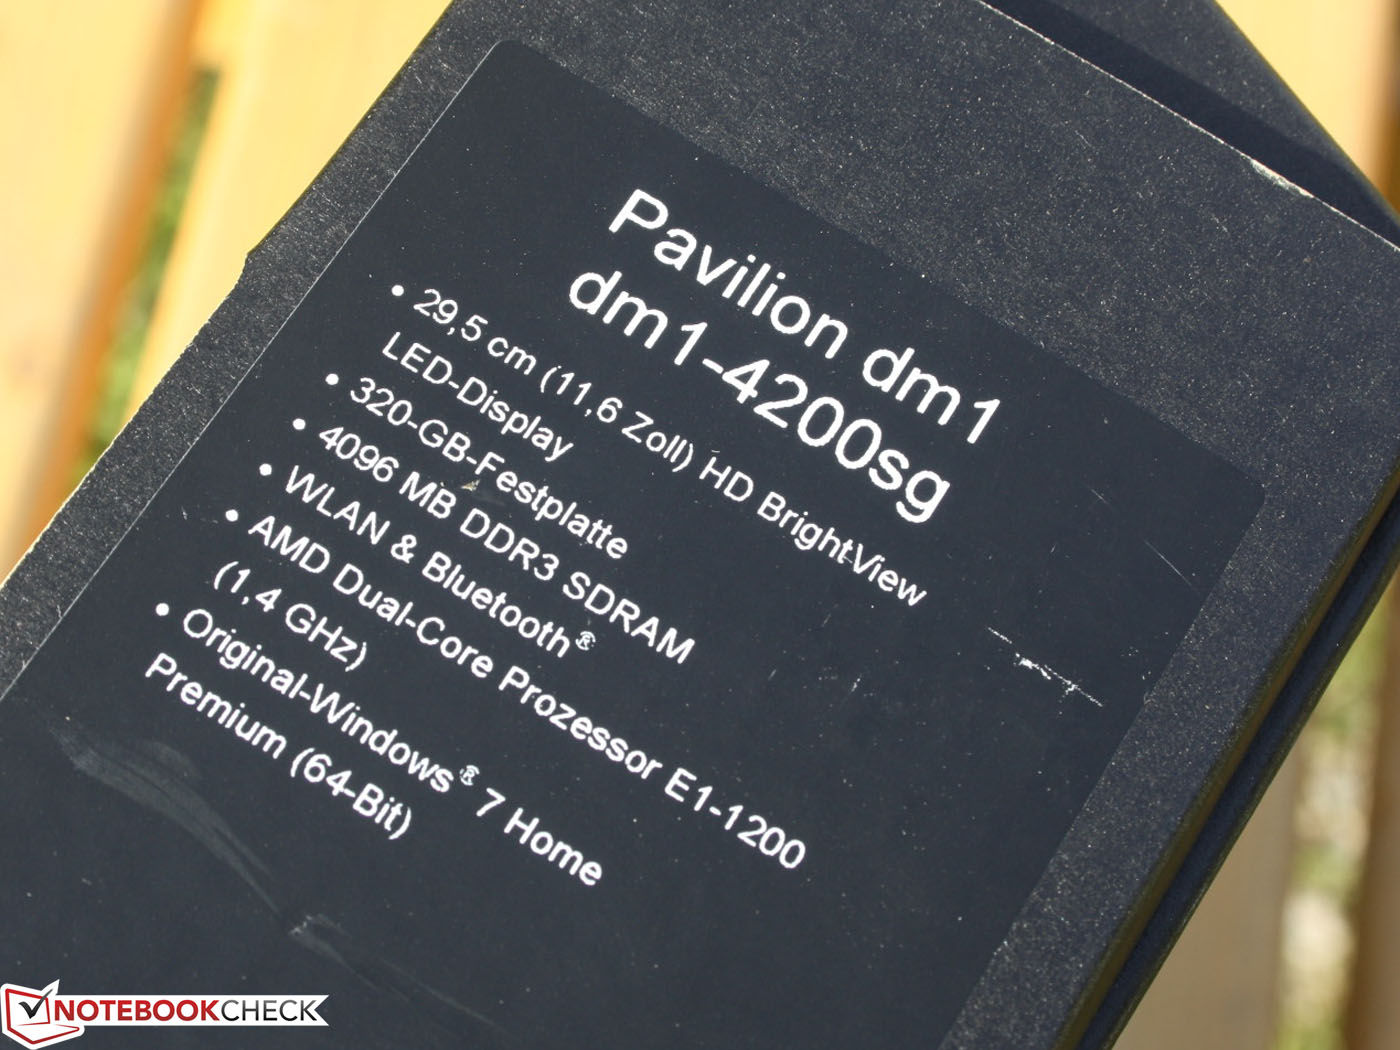 Pavilion dm1
dm1-4200sg
• 29,5 cm (11,6 Zoll) HD BrightView
LED-Display
• 320-GB-Festplatte
• 4096 MB DDR3 SDRAM
• WLAN & Bluetooth®
• AMD Dual-Core Prozessor E1-1200
(1,4 GHz)
• Original-Windows® 7 Home
Premium (64-Bit)
NOTEBOOKCHECK